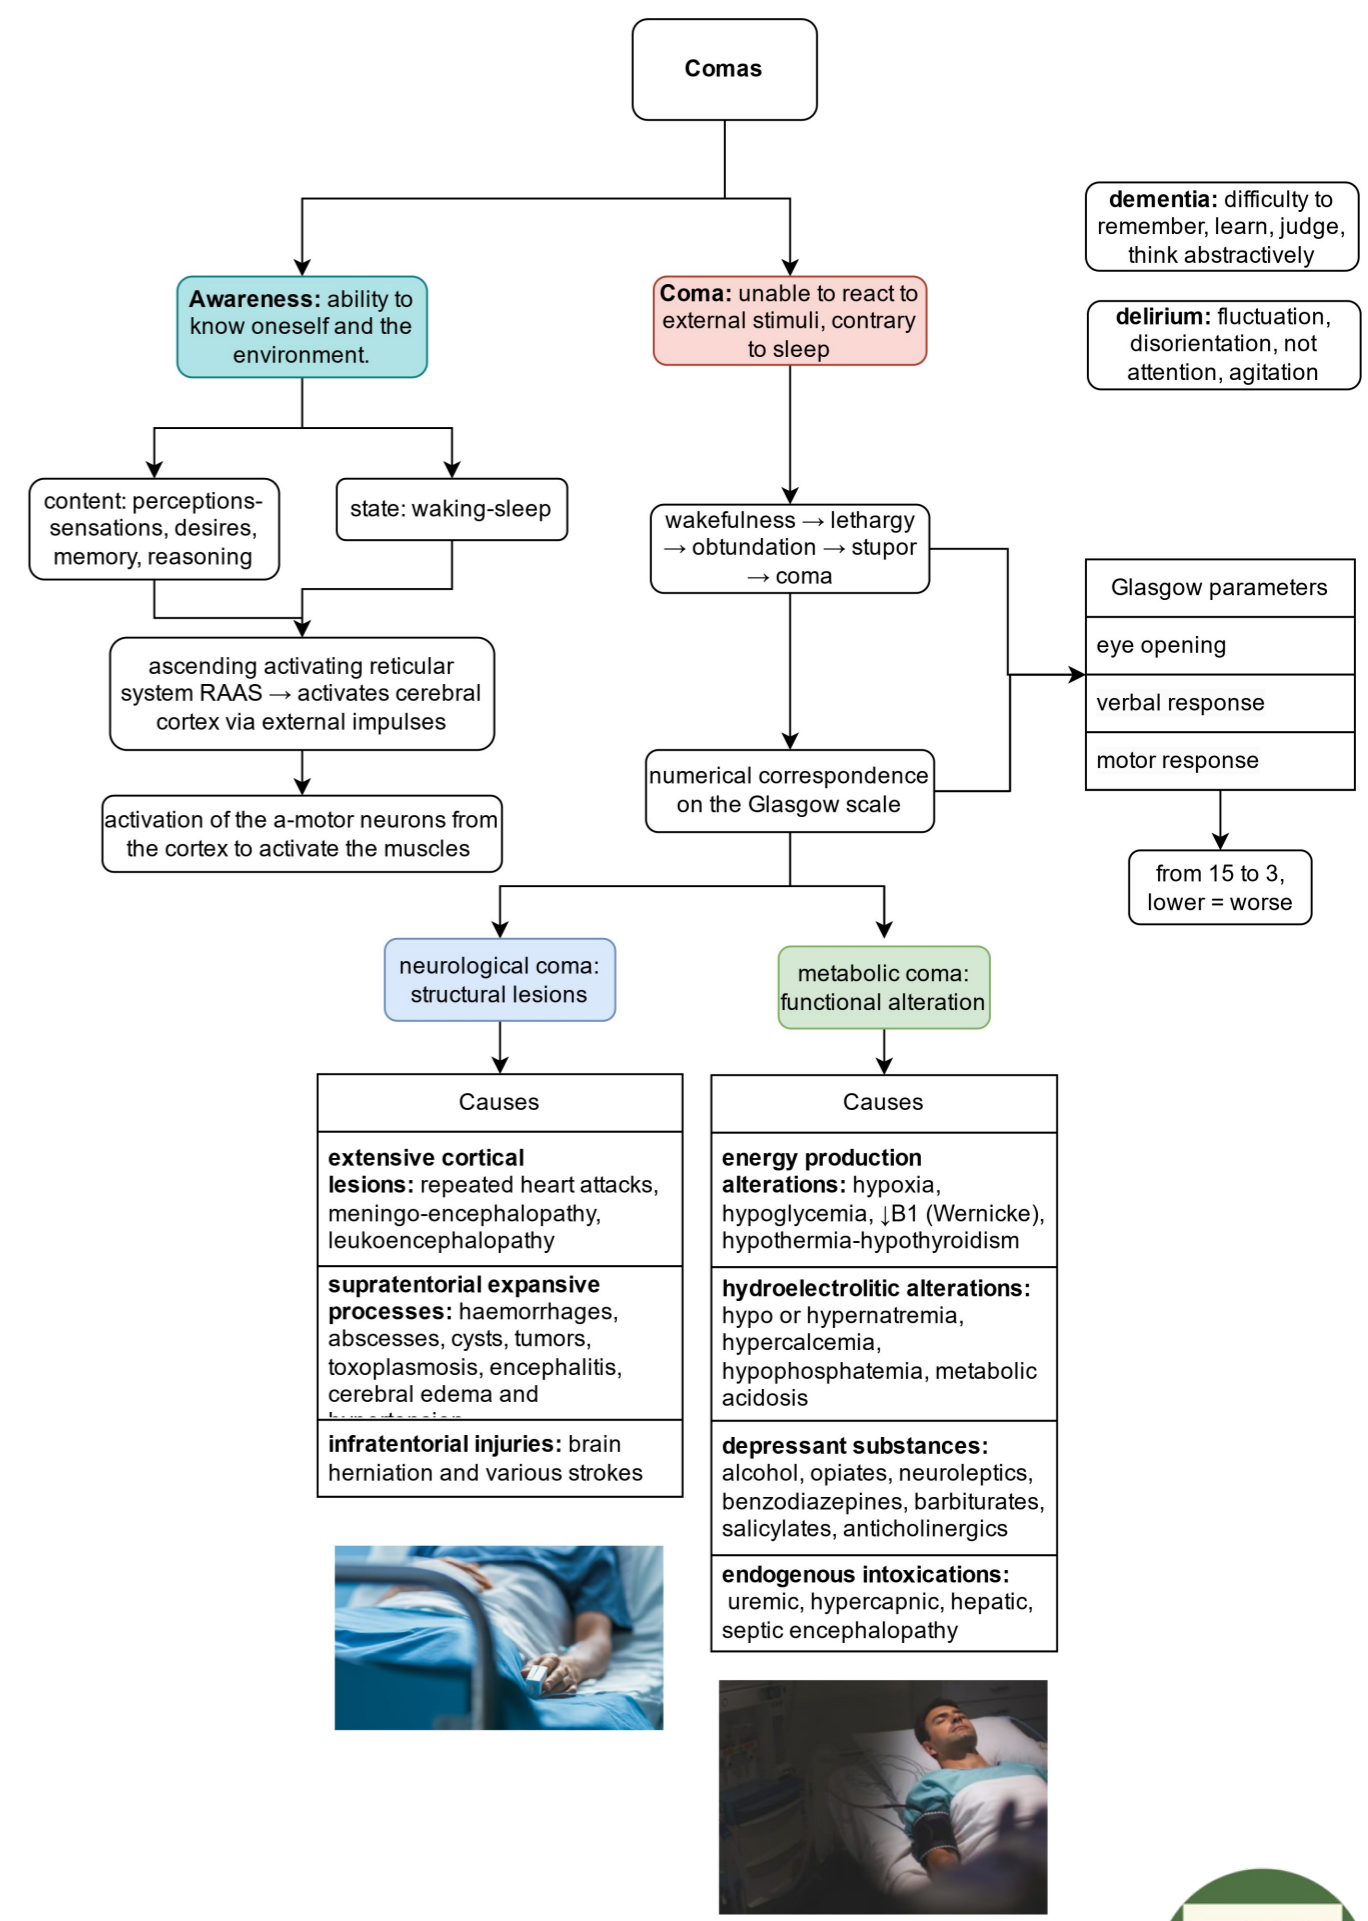 Comas
dementia: difficulty to
remember, learn, judge,
think abstractively
delirium: fluctuation,
disorientation, not
attention, agitation
Awareness: ability to
know oneself and the
environment.
Coma: unable to react to
external stimuli, contrary
to sleep
content: perceptions-
sensations, desires,
memory, reasoning
state: waking-sleep
wakefulness → lethargy
→ obtundation → stupor
→ coma
ascending activating reticular
system RAAS → activates cerebral
cortex via external impulses
activation of the a-motor neurons from
the cortex to activate the muscles
numerical correspondence
on the Glasgow scale
Glasgow parameters
eye opening
verbal response
motor response
from 15 to 3,
lower = worse
neurological coma:
structural lesions
metabolic coma:
functional alteration
Causes
extensive cortical
lesions: repeated heart attacks,
meningo-encephalopathy,
leukoencephalopathy
supratentorial expansive
processes: haemorrhages,
abscesses, cysts, tumors,
toxoplasmosis, encephalitis,
cerebral edema and
infratentorial injuries: brain
herniation and various strokes
Causes
energy production
alterations: hypoxia,
hypoglycemia, ↓B1 (Wernicke),
hypothermia-hypothyroidism
hydroelectrolitic alterations:
hypo or hypernatremia,
hypercalcemia,
hypophosphatemia, metabolic
acidosis
depressant substances:
alcohol, opiates, neuroleptics,
benzodiazepines, barbiturates,
salicylates, anticholinergics
endogenous intoxications:
uremic, hypercapnic, hepatic,
septic encephalopathy